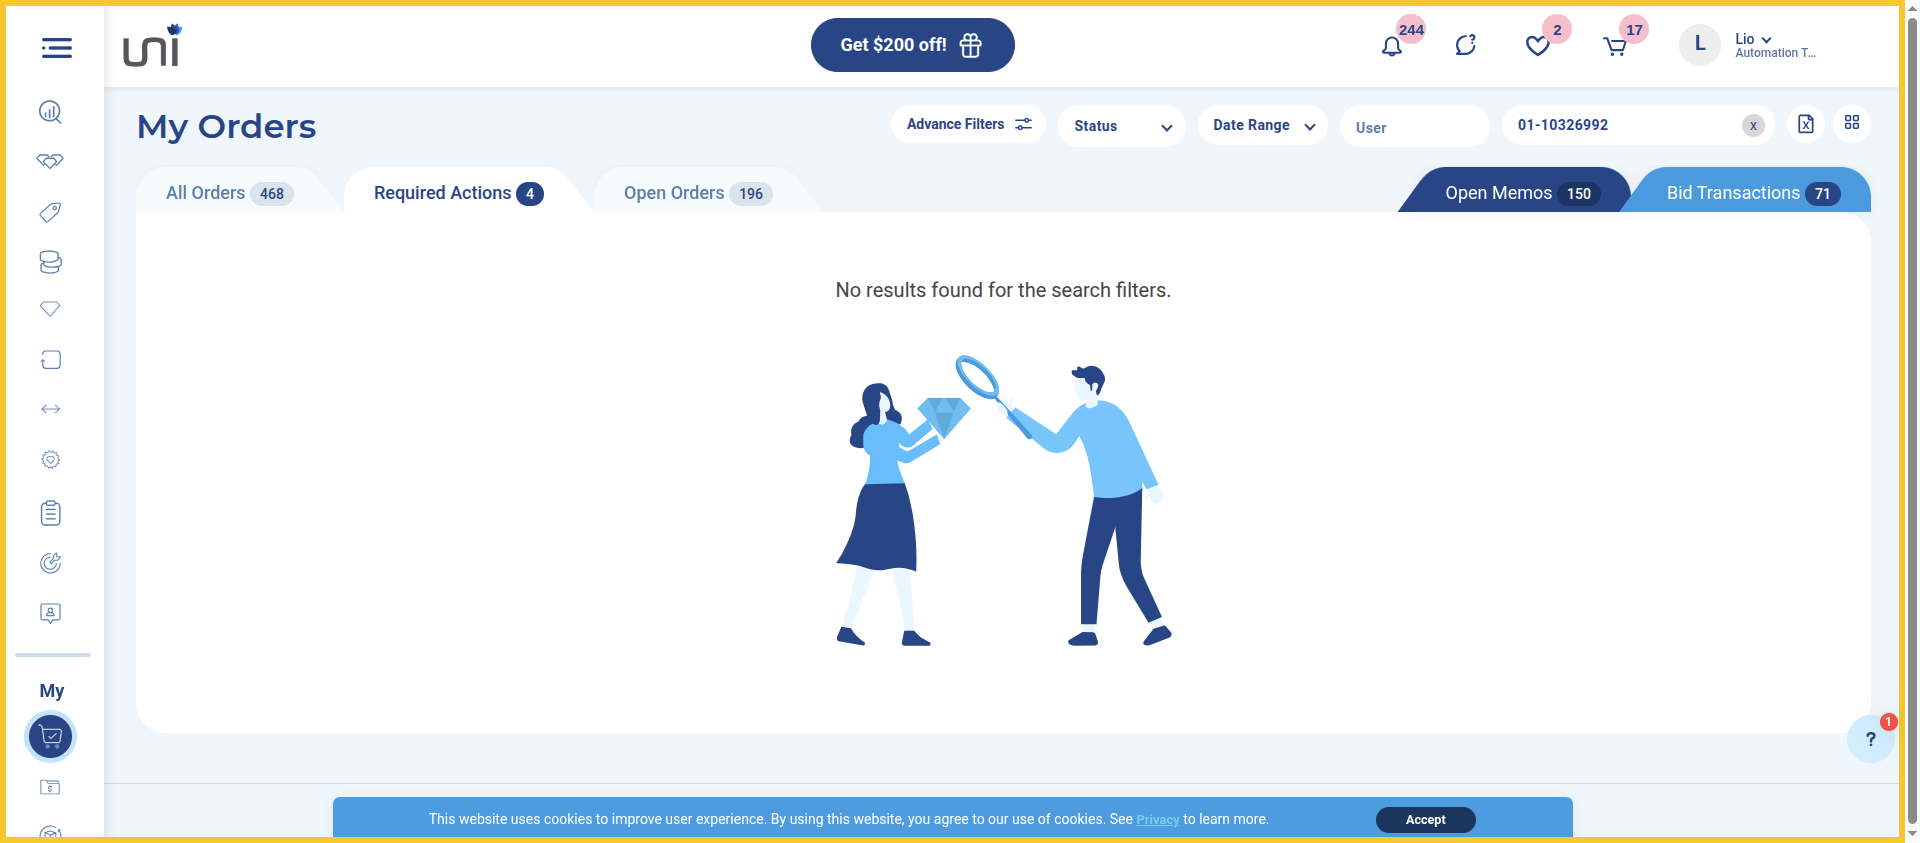 uni
Get $200 off!
244
2
17
L
Lio
Automation T...
My Orders
Advance Filters
Status
Date Range
User
01-10326992
x
All Orders 468
Required Actions 4
Open Orders 196
Open Memos 150
Bid Transactions 71
No results found for the search filters.
My
?
1
This website uses cookies to improve user experience. By using this website, you agree to our use of cookies. See Privacy to learn more.
Accept